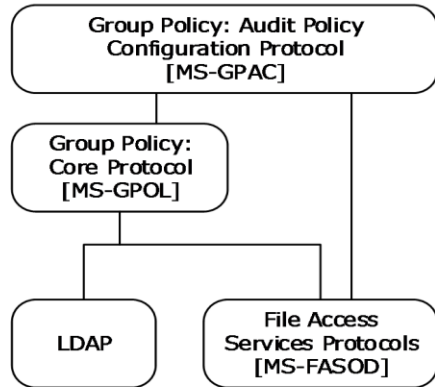 Group Policy: Audit Policy
Configuration Protocol
[MS-GPAC]
Group Policy:
Core Protocol
[MS-GPOL]
LDAP
File Access
Services Protocols
[MS-FASOD]